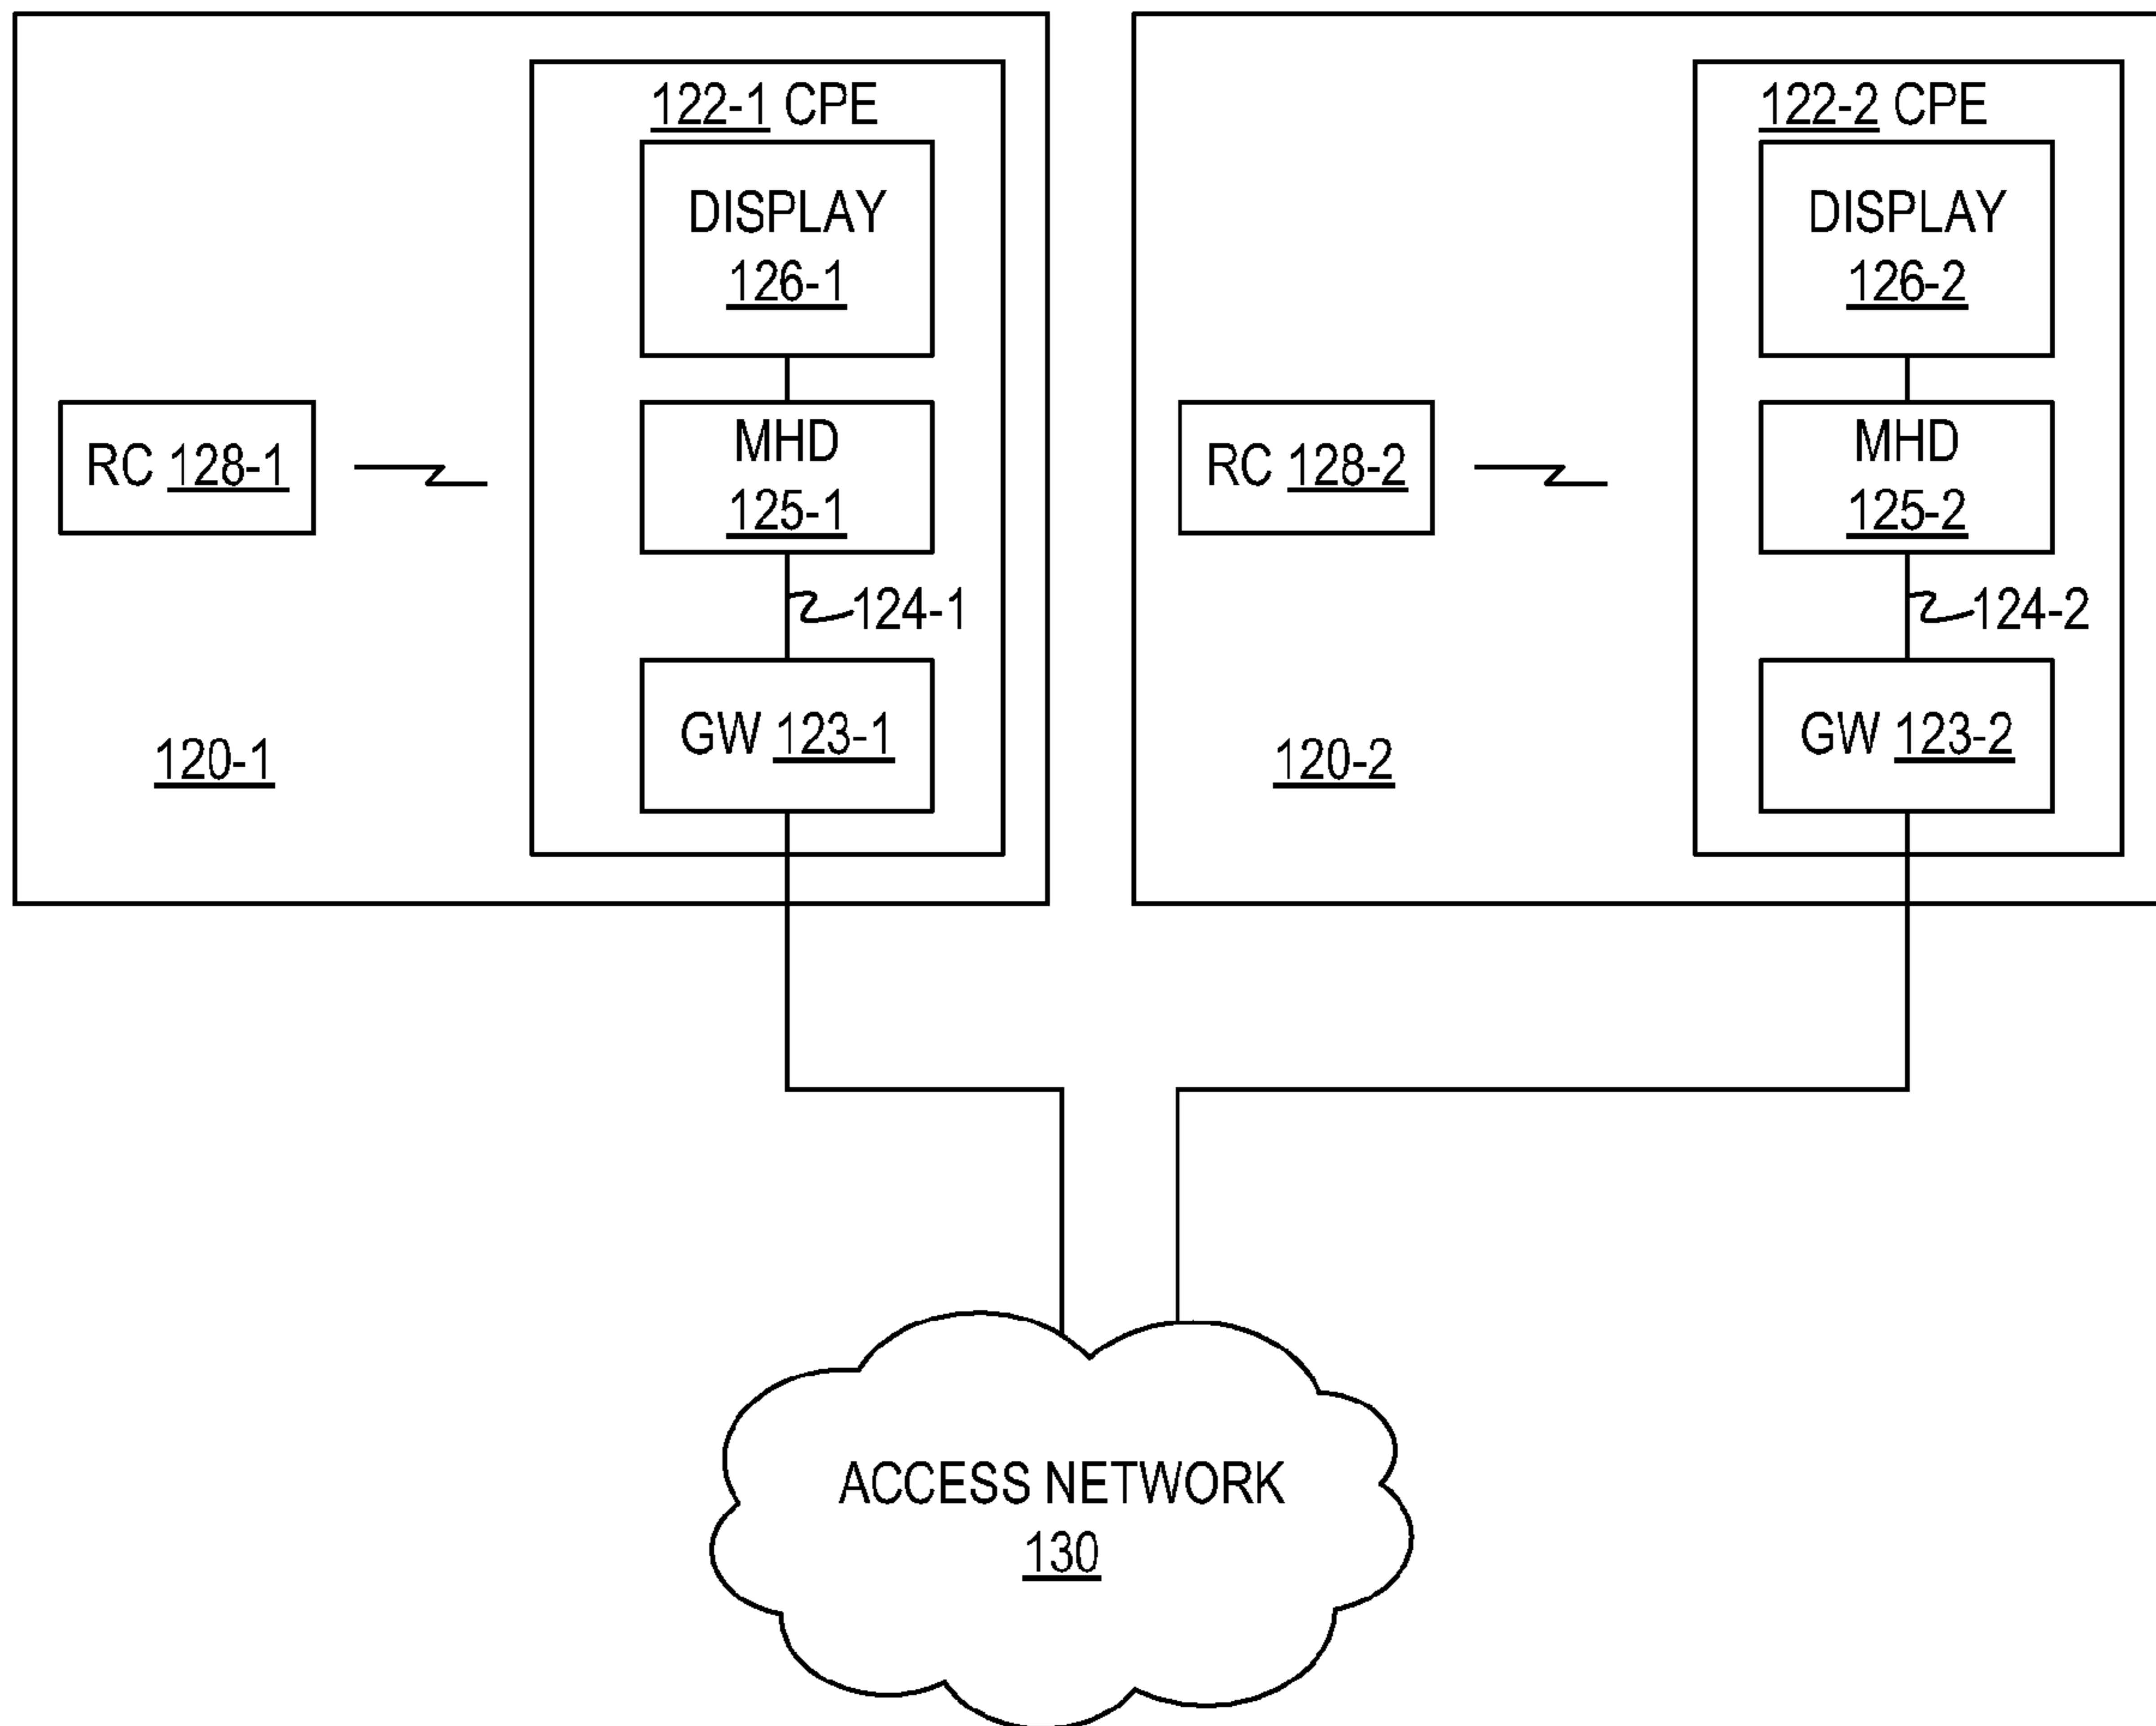 122-1 CPE
DISPLAY
126-1
MHD
125-1
RC 128-1
124-1
GW 123-1
120-1
122-2 CPE
DISPLAY
126-2
MHD
125-2
RC 128-2
124-2
GW 123-2
120-2
ACCESS NETWORK
130